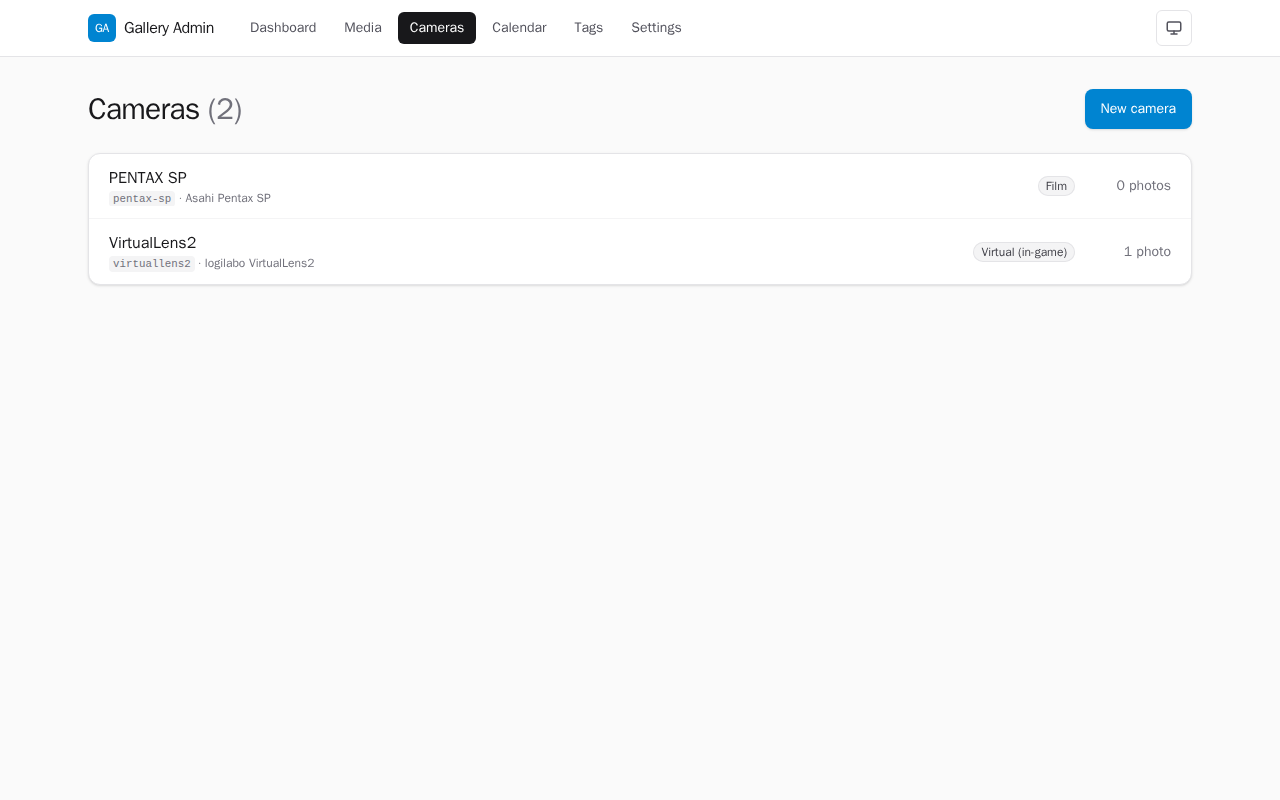 GA Gallery Admin Dashboard Media Cameras Calendar Tags Settings
Cameras (2) New camera
PENTAX SP
pentax-sp · Asahi Pentax SP Film 0 photos
VirtualLens2
virtuallens2 · logilabo VirtualLens2 Virtual (in-game) 1 photo